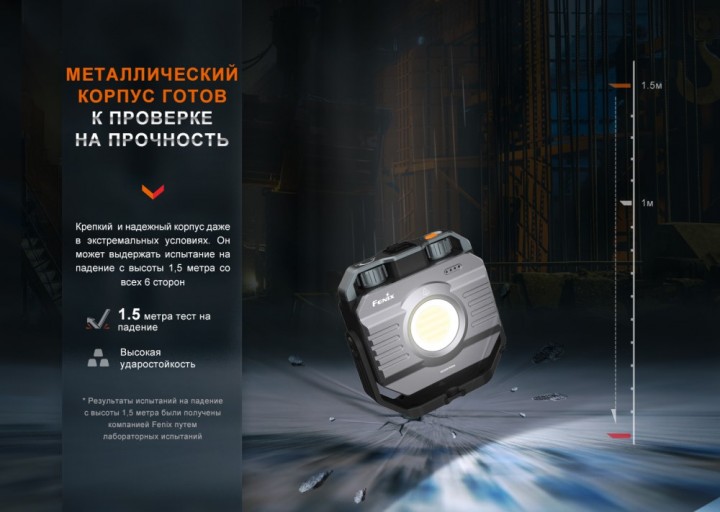 МЕТАЛЛИЧЕСКИЙ
КОРПУС ГОТОВ
К ПРОВЕРКЕ
НА ПРОЧНОСТЬ
Крепкий и надежный корпус даже
в экстремальных условиях. Он
может выдержать испытание на
падение с высоты 1,5 метра со
всех 6 сторон
1.5 метра тест на
падение
Высокая
ударостойкость
* Результаты испытаний на падение
с высоты 1,5 метра были получены
компанией Fenix путем
лабораторных испытаний
Fenix
1.5м
1м